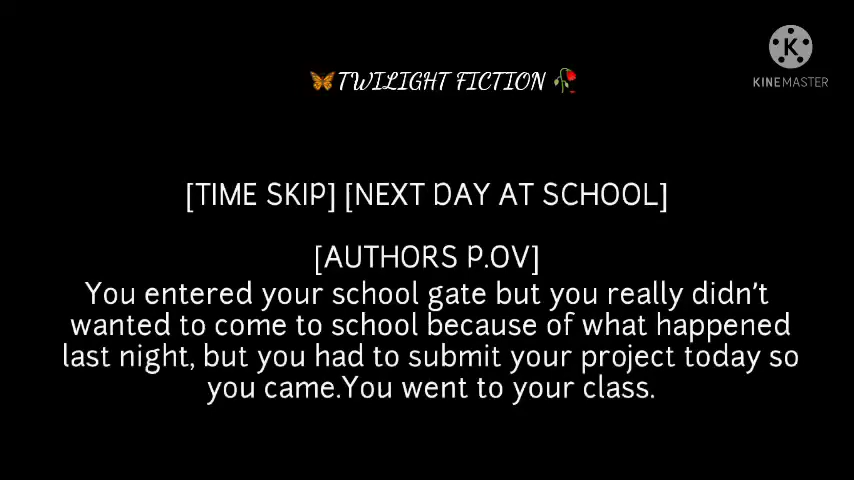 🦋TWILIGHT FICTION🥀
KINEMASTER
[TIME SKIP] [NEXT DAY AT SCHOOL]
[AUTHORS P.OV]
You entered your school gate but you really didn't
wanted to come to school because of what happened
last night, but you had to submit your project today so
you came.You went to your class.